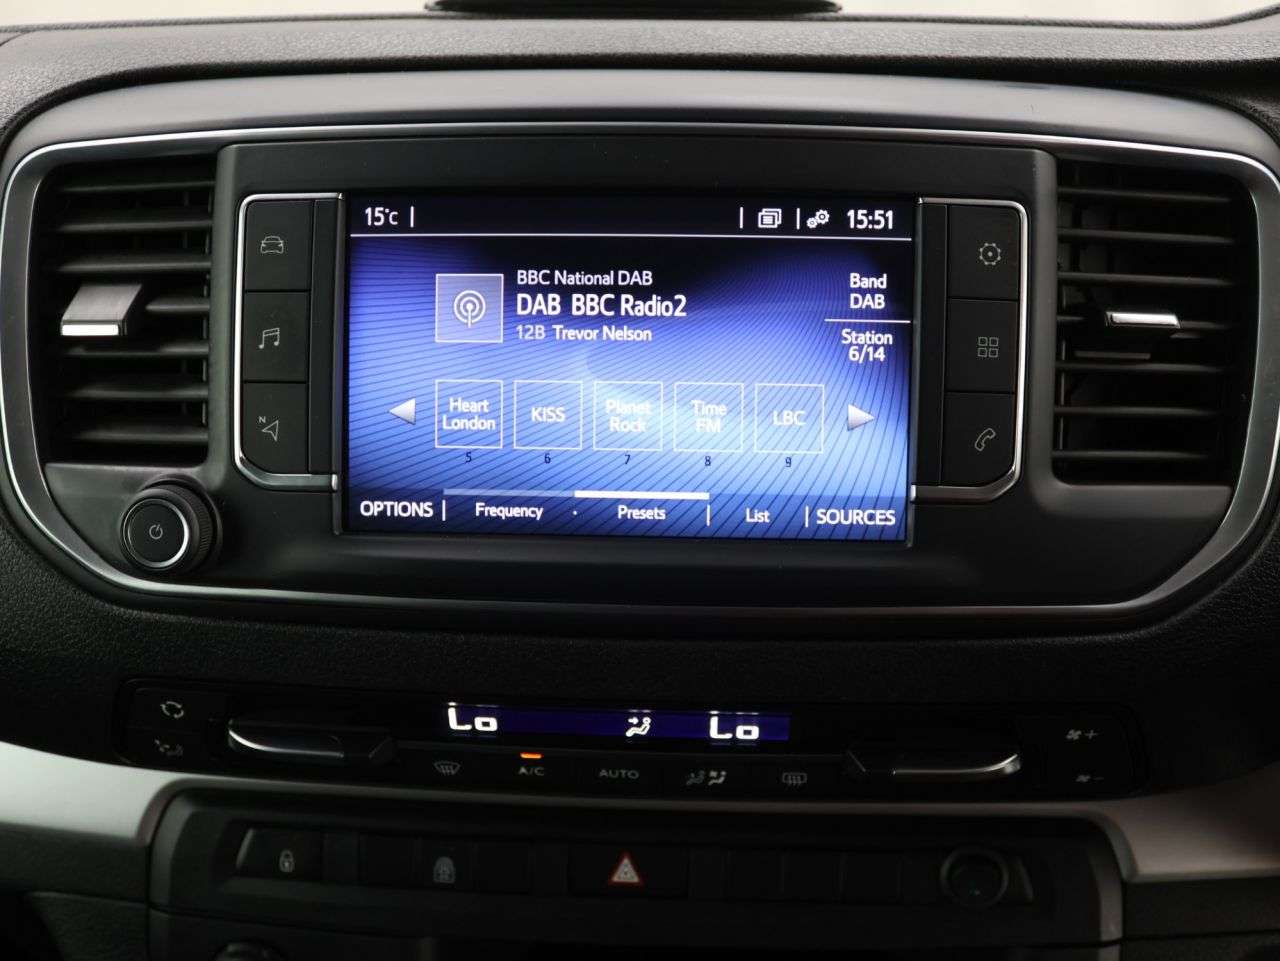 15°C
15:51
BBC National DAB
DAB BBC Radio2
12B Trevor Nelson
Band
DAB
Station
6/14
Heart
London
KISS
Planet
Rock
Time
FM
LBC
5 6 7 8 9
OPTIONS Frequency · Presets List SOURCES
N
Lo Lo
A/C AUTO